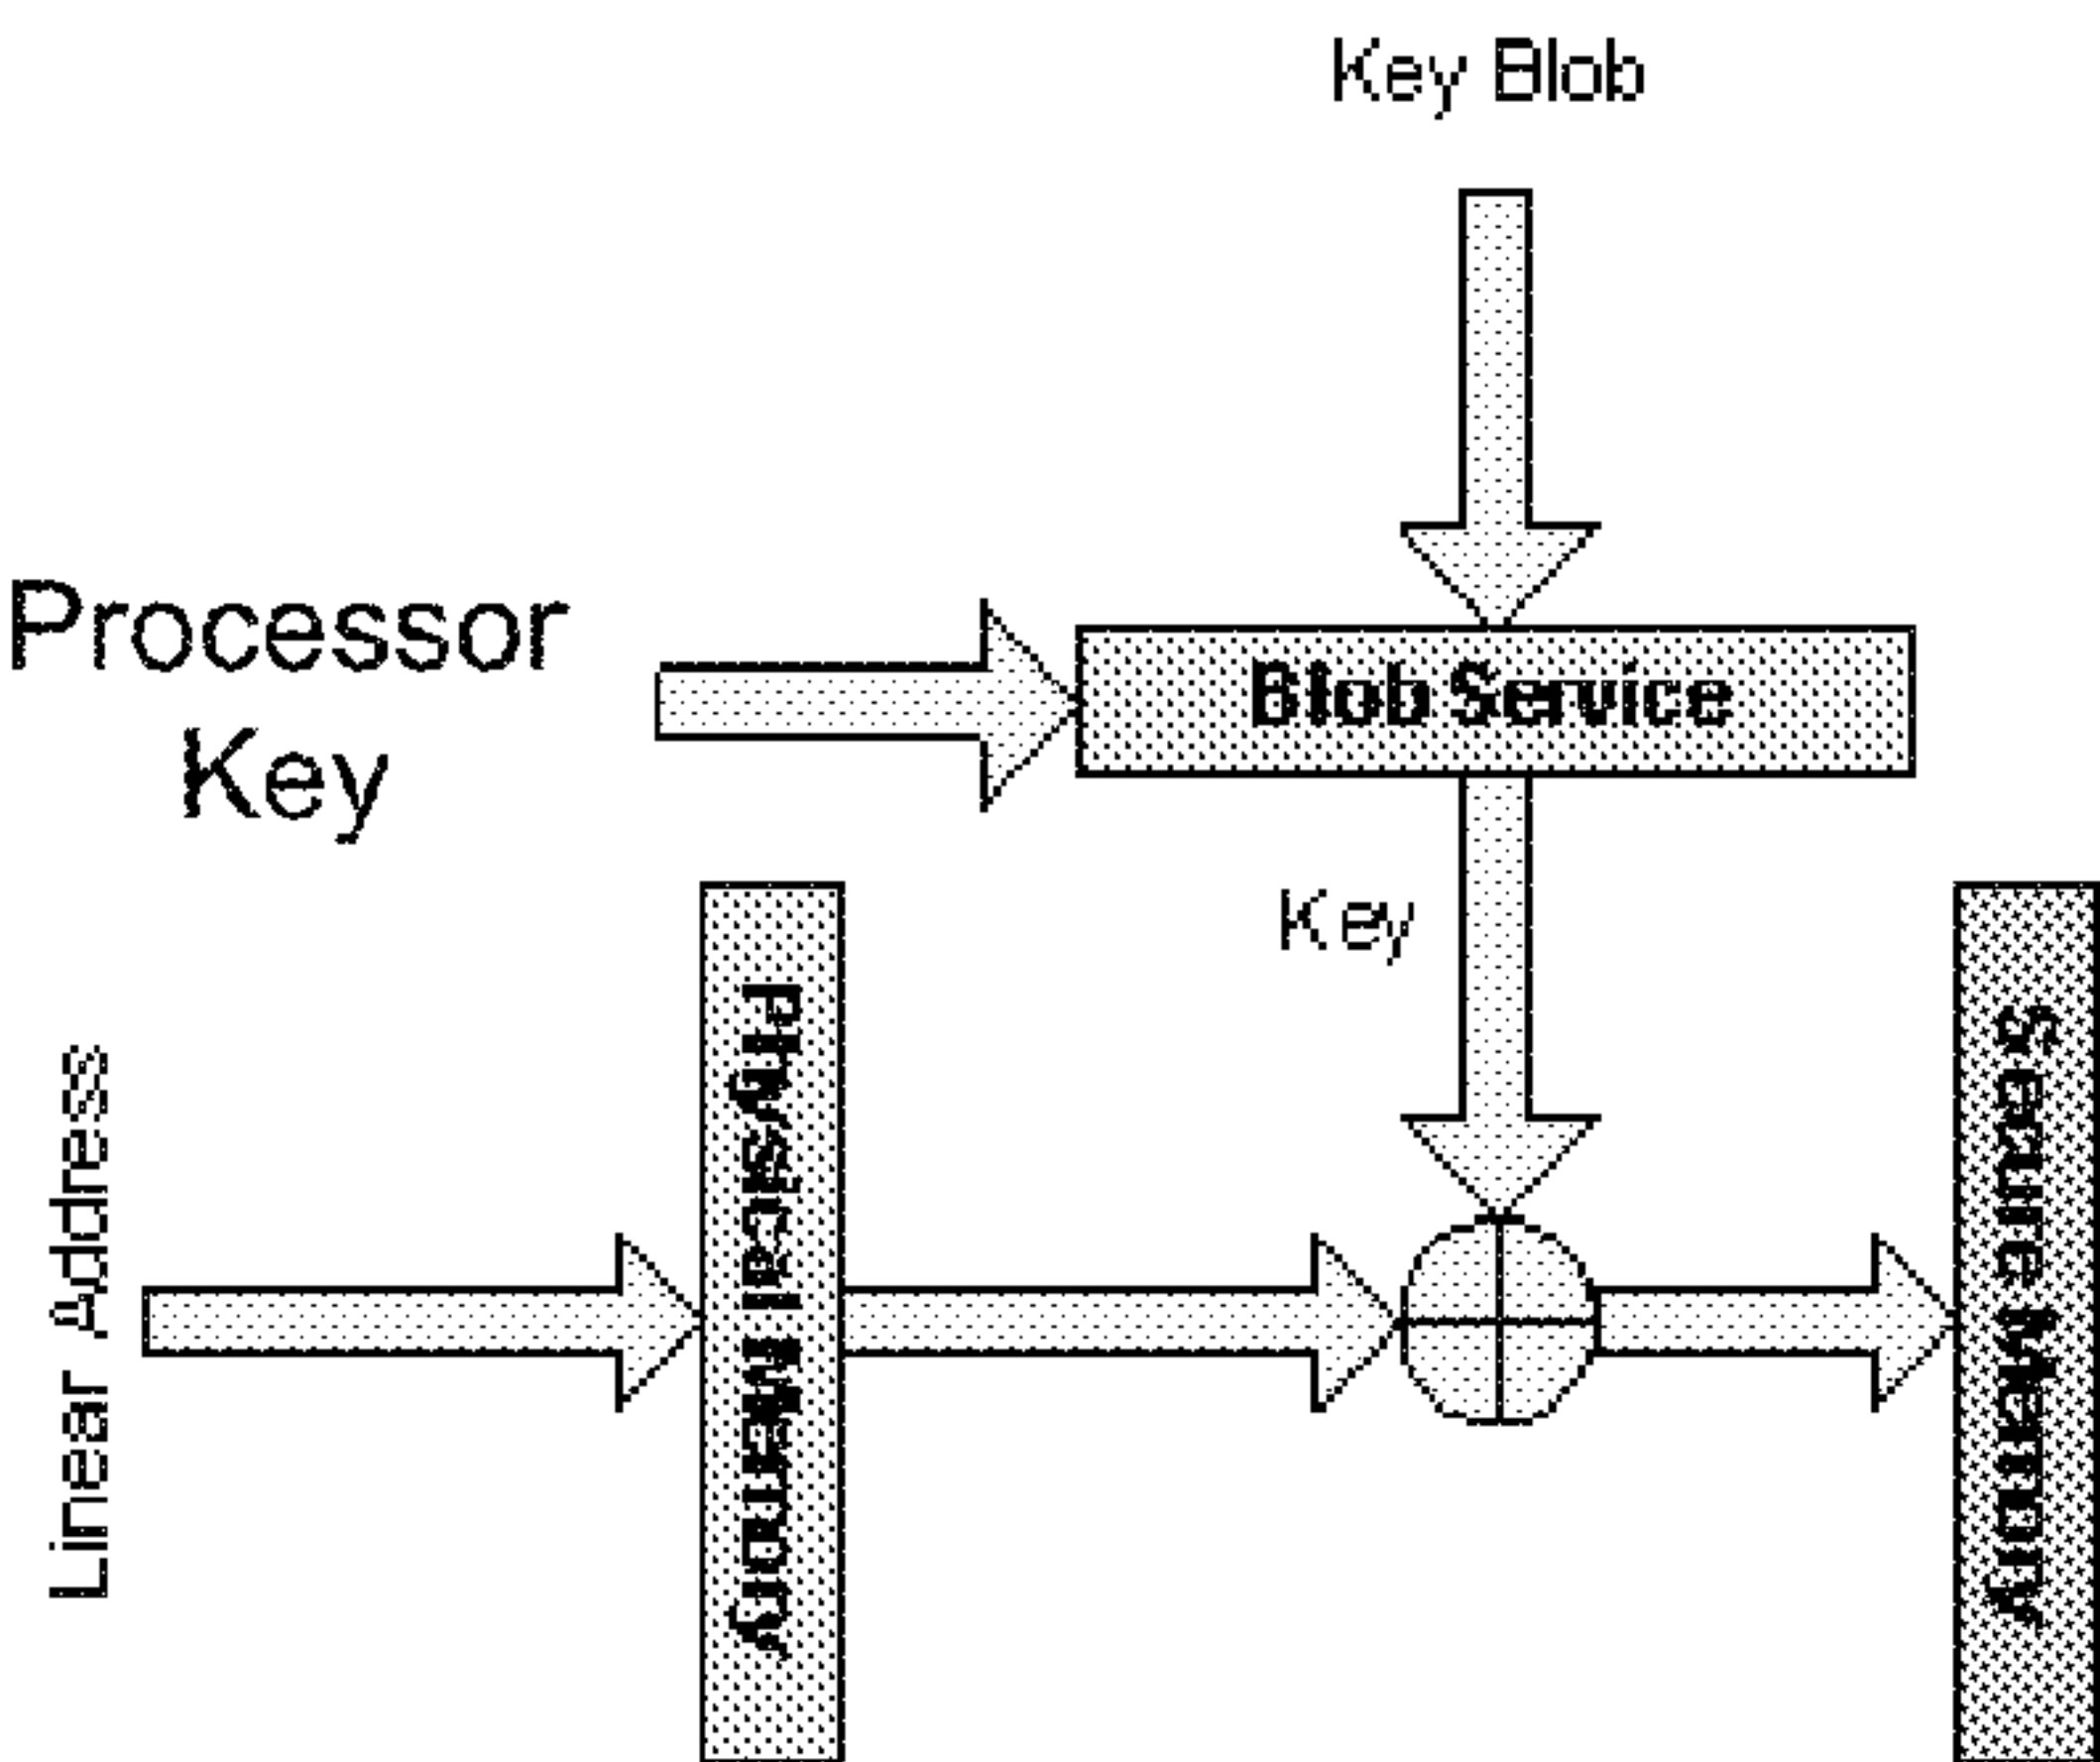 Key Blob
Processor
Key
Blob Service
Key
Linear Address
Physical Memory
Secure Memory